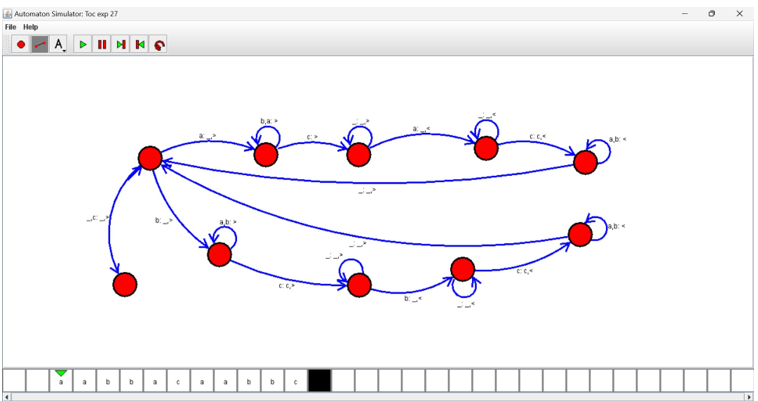 Automaton Simulator: Toc exp 27
File Help
A
b,a: >
_: _,>
_: _,<
a: _,>
c: >
a: _,<
c: c,<
a,b: <
_: _,>
_,c: _,>
b: _,>
a,b: >
a,b: <
_: _,>
_: _,>
c: c,>
c: c,<
b: _,<
_: _,<
a a b b a c a a b b c